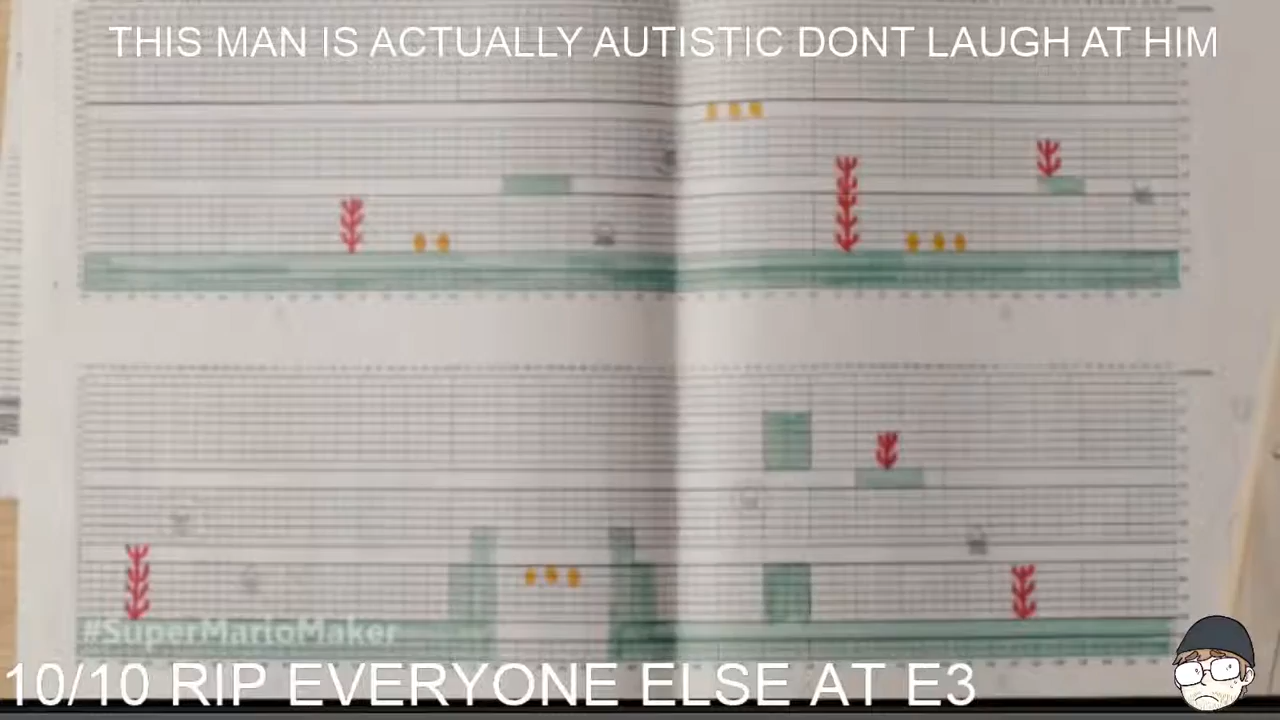 THIS MAN IS ACTUALLY AUTISTIC DONT LAUGH AT HIM
#SuperMarioMaker
10/10 RIP EVERYONE ELSE AT E3